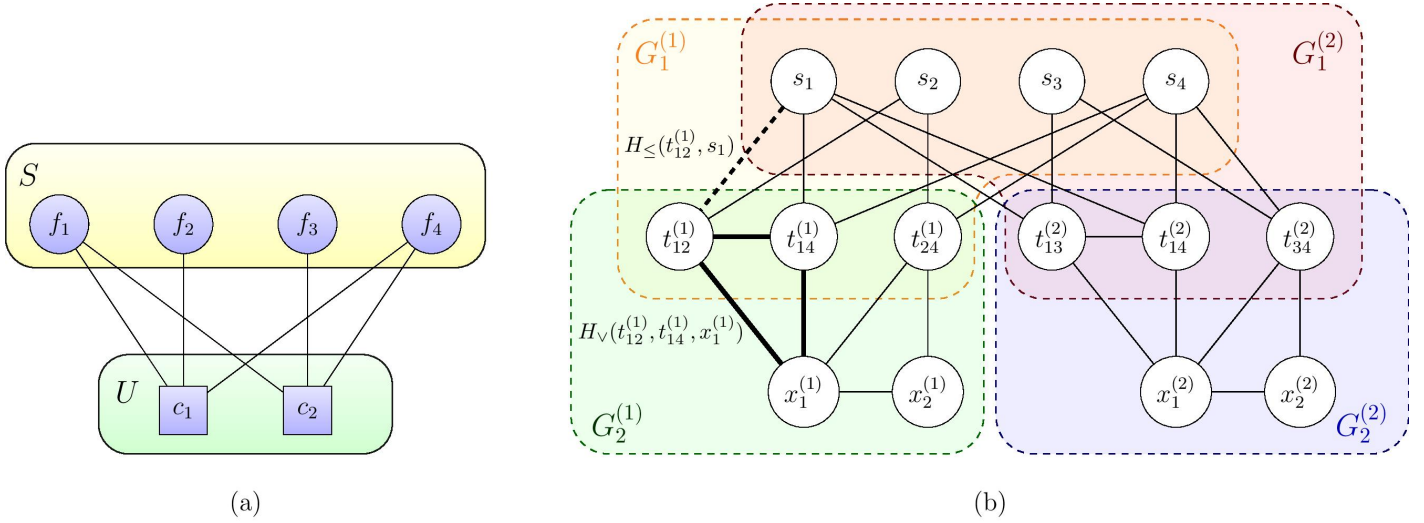 S
f₁ f₂ f₃ f₄
U
c₁ c₂
(a)
G₁⁽¹⁾ G₁⁽²⁾
s₁ s₂ s₃ s₄
H≤(t₁₂⁽¹⁾, s₁)
t₁₂⁽¹⁾ t₁₄⁽¹⁾ t₂₄⁽¹⁾ t₁₃⁽²⁾ t₁₄⁽²⁾ t₃₄⁽²⁾
H∨(t₁₂⁽¹⁾, t₁₄⁽¹⁾, x₁⁽¹⁾)
x₁⁽¹⁾ x₂⁽¹⁾ x₁⁽²⁾ x₂⁽²⁾
G₂⁽¹⁾ G₂⁽²⁾
(b)